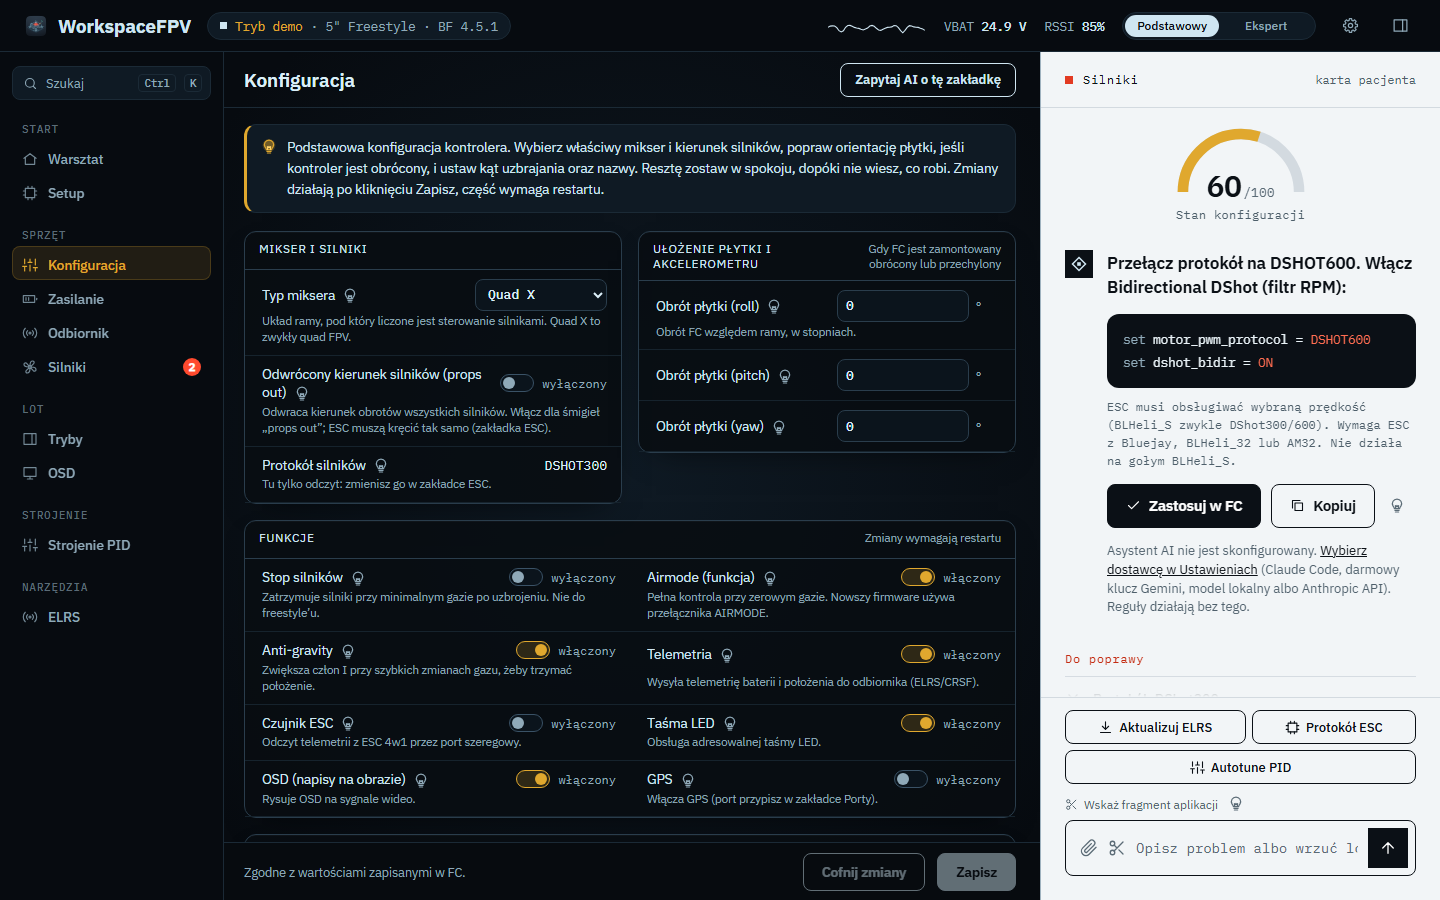 WorkspaceFPV
Tryb demo · 5" Freestyle · BF 4.5.1
VBAT 24.9 V
RSSI 85%
Podstawowy
Ekspert
Szukaj
Ctrl K
START
Warsztat
Setup
SPRZĘT
Konfiguracja
Zasilanie
Odbiornik
Silniki 2
LOT
Tryby
OSD
STROJENIE
Strojenie PID
NARZĘDZIA
ELRS
Konfiguracja
Zapytaj AI o tę zakładkę
Podstawowa konfiguracja kontrolera. Wybierz właściwy mikser i kierunek silników, popraw orientację płytki, jeśli
kontroler jest obrócony, i ustaw kąt uzbrajania oraz nazwy. Resztę zostaw w spokoju, dopóki nie wiesz, co robi. Zmiany
działają po kliknięciu Zapisz, część wymaga restartu.
MIKSER I SILNIKI
Typ miksera
Quad X
Układ ramy, pod który liczone jest sterowanie silnikami. Quad X to
zwykły quad FPV.
Odwrócony kierunek silników (props
out)
wyłączony
Odwraca kierunek obrotów wszystkich silników. Włącz dla śmigieł
„props out”; ESC muszą kręcić tak samo (zakładka ESC).
Protokół silników
DSHOT300
Tu tylko odczyt: zmienisz go w zakładce ESC.
UŁOŻENIE PŁYTKI I
AKCELEROMETRU
Gdy FC jest zamontowany
obrócony lub przechylony
Obrót płytki (roll)
0 °
Obrót FC względem ramy, w stopniach.
Obrót płytki (pitch)
0 °
Obrót płytki (yaw)
0 °
FUNKCJE
Zmiany wymagają restartu
Stop silników
wyłączony
Zatrzymuje silniki przy minimalnym gazie po uzbrojeniu. Nie do
freestyle'u.
Airmode (funkcja)
włączony
Pełna kontrola przy zerowym gazie. Nowszy firmware używa
przełącznika AIRMODE.
Anti-gravity
włączony
Zwiększa człon I przy szybkich zmianach gazu, żeby trzymać
położenie.
Telemetria
włączony
Wysyła telemetrię baterii i położenia do odbiornika (ELRS/CRSF).
Czujnik ESC
wyłączony
Odczyt telemetrii z ESC 4w1 przez port szeregowy.
Taśma LED
włączony
Obsługa adresowalnej taśmy LED.
OSD (napisy na obrazie)
włączony
Rysuje OSD na sygnale wideo.
GPS
wyłączony
Włącza GPS (port przypisz w zakładce Porty).
Zgodne z wartościami zapisanymi w FC.
Cofnij zmiany
Zapisz
Silniki
karta pacjenta
60/100
Stan konfiguracji
Przełącz protokół na DSHOT600. Włącz
Bidirectional DShot (filtr RPM):
set motor_pwm_protocol = DSHOT600
set dshot_bidir = ON
ESC musi obsługiwać wybraną prędkość
(BLHeli_S zwykle DShot300/600). Wymaga ESC
z Bluejay, BLHeli_32 lub AM32. Nie działa
na gołym BLHeli_S.
Zastosuj w FC
Kopiuj
Asystent AI nie jest skonfigurowany. Wybierz
dostawcę w Ustawieniach (Claude Code, darmowy
klucz Gemini, model lokalny albo Anthropic API).
Reguły działają bez tego.
Do poprawy
Aktualizuj ELRS
Protokół ESC
Autotune PID
Wskaż fragment aplikacji
Opisz problem albo wrzuć